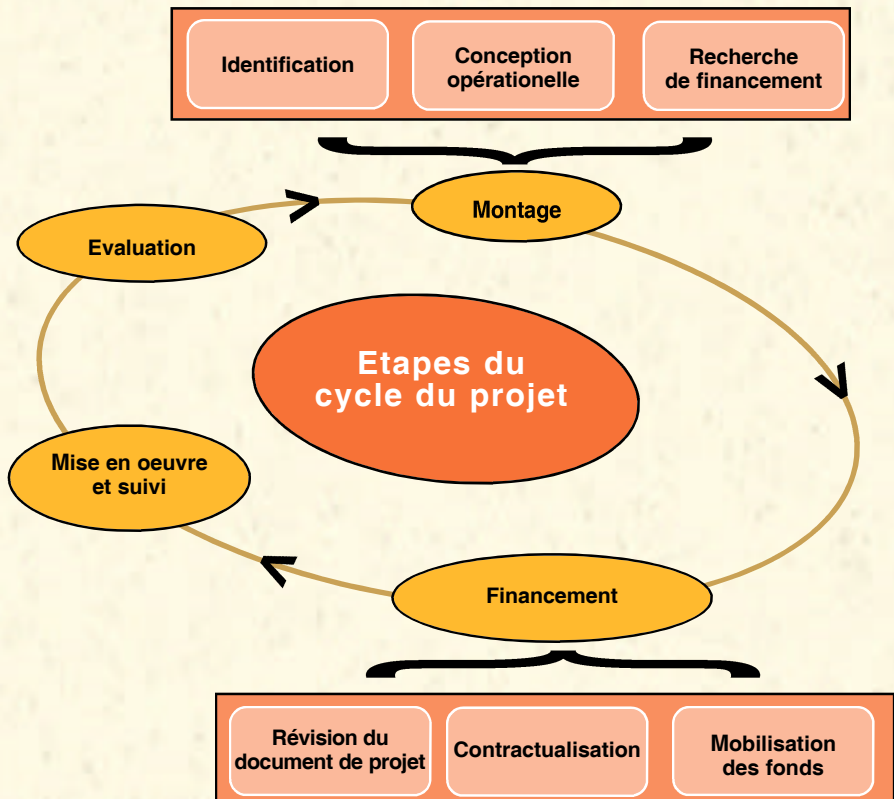 Identification
Conception
opérationelle
Recherche
de financement
Montage
Evaluation
Etapes du
cycle du projet
Mise en oeuvre
et suivi
Financement
Révision du
document de projet
Contractualisation
Mobilisation
des fonds